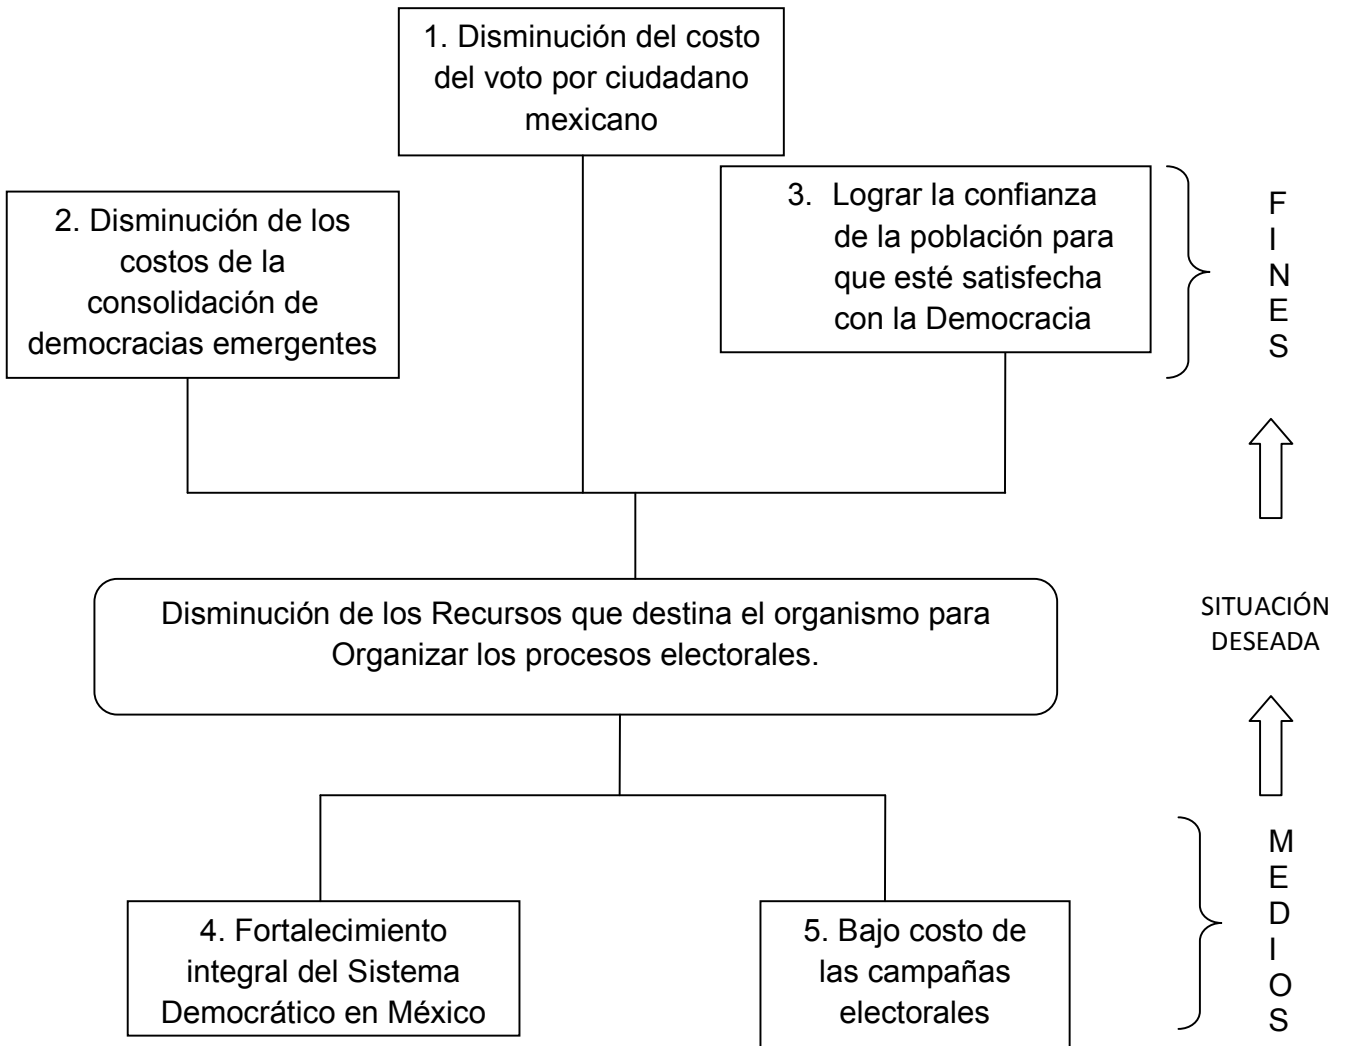 1. Disminución del costo
del voto por ciudadano
mexicano
2. Disminución de los
costos de la
consolidación de
democracias emergentes
3. Lograr la confianza
de la población para
que esté satisfecha
con la Democracia
F
I
N
E
S
Disminución de los Recursos que destina el organismo para
Organizar los procesos electorales.
SITUACIÓN
DESEADA
4. Fortalecimiento
integral del Sistema
Democrático en México
5. Bajo costo de
las campañas
electorales
M
E
D
I
O
S